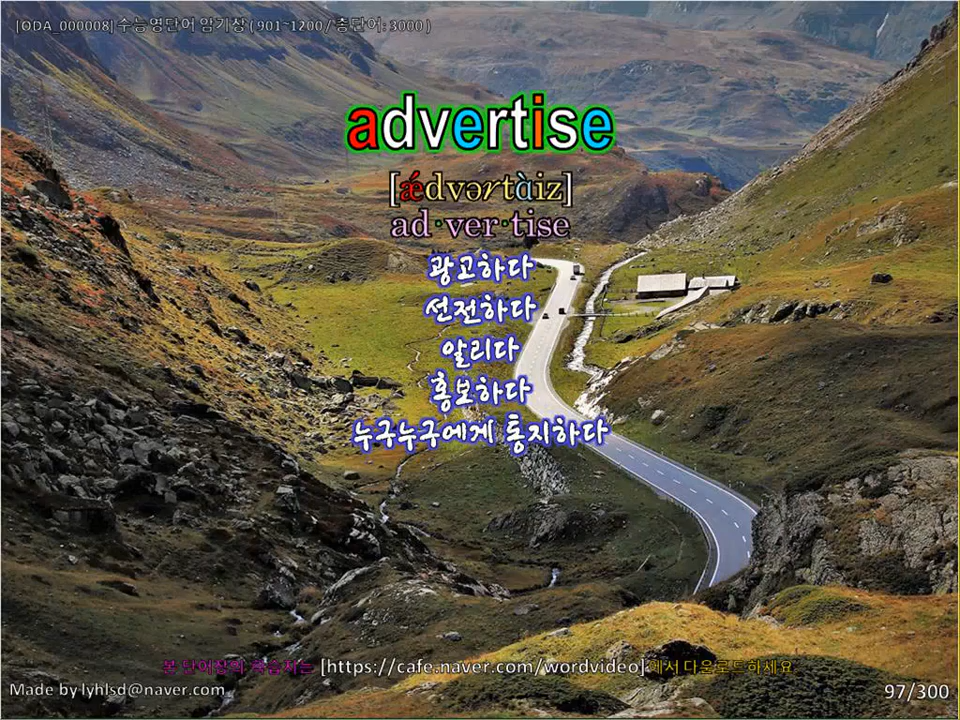 [ODA_000008] 수능영단어 암기장 ( 901~1200 / 총단어: 3000 )
advertise
[ǽdvərtàiz]
ad·ver·tise
광고하다
선전하다
알리다
홍보하다
누구누구에게 통지하다
본 단어장의 학습자는 [https://cafe.naver.com/wordvideo]에서 다운로드하세요
Made by lyhlsd@naver.com
97/300